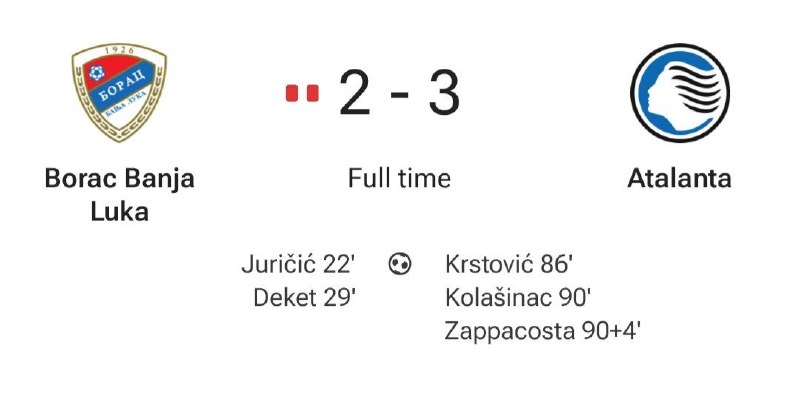 1926
БОРАЦ
БАЊА ЛУКА
2 - 3
Borac Banja
Luka
Full time
Atalanta
Juričić 22'
Deket 29'
Krstović 86'
Kolašinac 90'
Zappacosta 90+4'